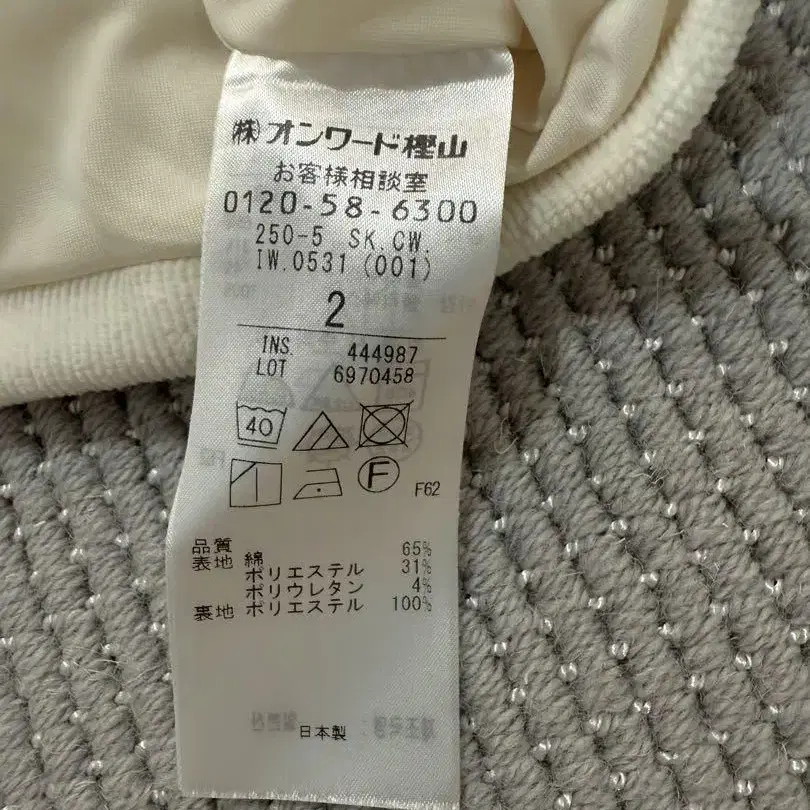 ㈱オンワード樫山
お客様相談室
0120-58-6300
250-5 SK.CW.
IW.0531 (001)
2
INS. 444987
LOT 6970458
40
F
F62
品質
表地 綿 65%
ポリエステル 31%
ポリウレタン 4%
裏地 ポリエステル 100%
日本製